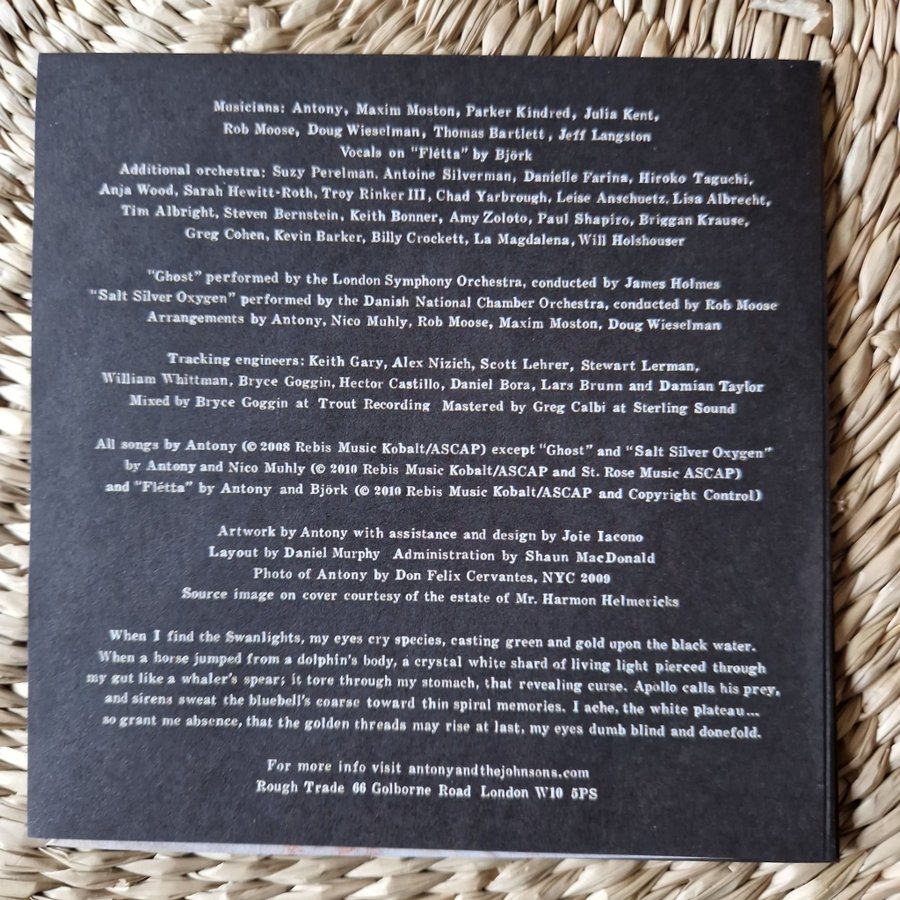 Musicians: Antony, Maxim Moston, Parker Kindred, Julia Kent,
Rob Moose, Doug Wieselman, Thomas Bartlett, Jeff Langston
Vocals on "Flétta" by Björk
Additional orchestra: Suzy Perelman, Antoine Silverman, Danielle Farina, Hiroko Taguchi,
Anja Wood, Sarah Hewitt-Roth, Troy Rinker III, Chad Yarbrough, Leise Anschuetz, Lisa Albrecht,
Tim Albright, Steven Bernstein, Keith Bonner, Amy Zoloto, Paul Shapiro, Briggan Krause,
Greg Cohen, Kevin Barker, Billy Crockett, La Magdalena, Will Holshouser
"Ghost" performed by the London Symphony Orchestra, conducted by James Holmes
"Salt Silver Oxygen" performed by the Danish National Chamber Orchestra, conducted by Rob Moose
Arrangements by Antony, Nico Muhly, Rob Moose, Maxim Moston, Doug Wieselman
Tracking engineers: Keith Gary, Alex Nizich, Scott Lehrer, Stewart Lerman,
William Whittman, Bryce Goggin, Hector Castillo, Daniel Bora, Lars Brunn and Damian Taylor
Mixed by Bryce Goggin at Trout Recording Mastered by Greg Calbi at Sterling Sound
All songs by Antony (© 2008 Rebis Music Kobalt/ASCAP) except "Ghost" and "Salt Silver Oxygen"
by Antony and Nico Muhly (© 2010 Rebis Music Kobalt/ASCAP and St. Rose Music ASCAP)
and "Flétta" by Antony and Björk (© 2010 Rebis Music Kobalt/ASCAP and Copyright Control)
Artwork by Antony with assistance and design by Joie Iacono
Layout by Daniel Murphy Administration by Shaun MacDonald
Photo of Antony by Don Felix Cervantes, NYC 2009
Source image on cover courtesy of the estate of Mr. Harmon Helmericks
When I find the Swanlights, my eyes cry species, casting green and gold upon the black water.
When a horse jumped from a dolphin's body, a crystal white shard of living light pierced through
my gut like a whaler's spear; it tore through my stomach, that revealing curse. Apollo calls his prey,
and sirens sweat the bluebell's coarse toward thin spiral memories. I ache, the white plateau...
so grant me absence, that the golden threads may rise at last, my eyes dumb blind and donefold.
For more info visit antonyandthejohnsons.com
Rough Trade 66 Golborne Road London W10 5PS